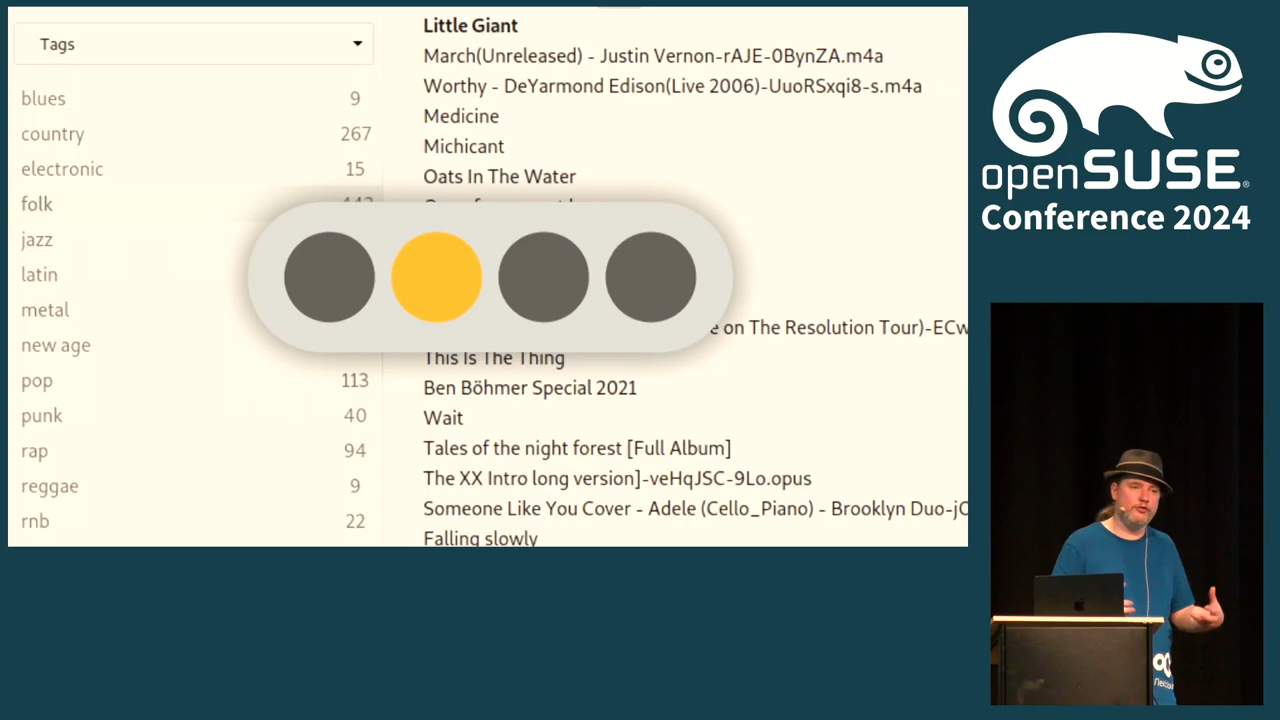 Tags
blues 9
country 267
electronic 15
folk
jazz
latin
metal
new age
pop 113
punk 40
rap 94
reggae 9
rnb 22
Little Giant
March(Unreleased) - Justin Vernon-rAJE-0BynZA.m4a
Worthy - DeYarmond Edison(Live 2006)-UuoRSxqi8-s.m4a
Medicine
Michicant
Oats In The Water
e on The Resolution Tour)-ECw
This Is The Thing
Ben Böhmer Special 2021
Wait
Tales of the night forest [Full Album]
The XX Intro long version]-veHqJSC-9Lo.opus
Someone Like You Cover - Adele (Cello_Piano) - Brooklyn Duo-jC
Falling slowly
openSUSE
Conference 2024